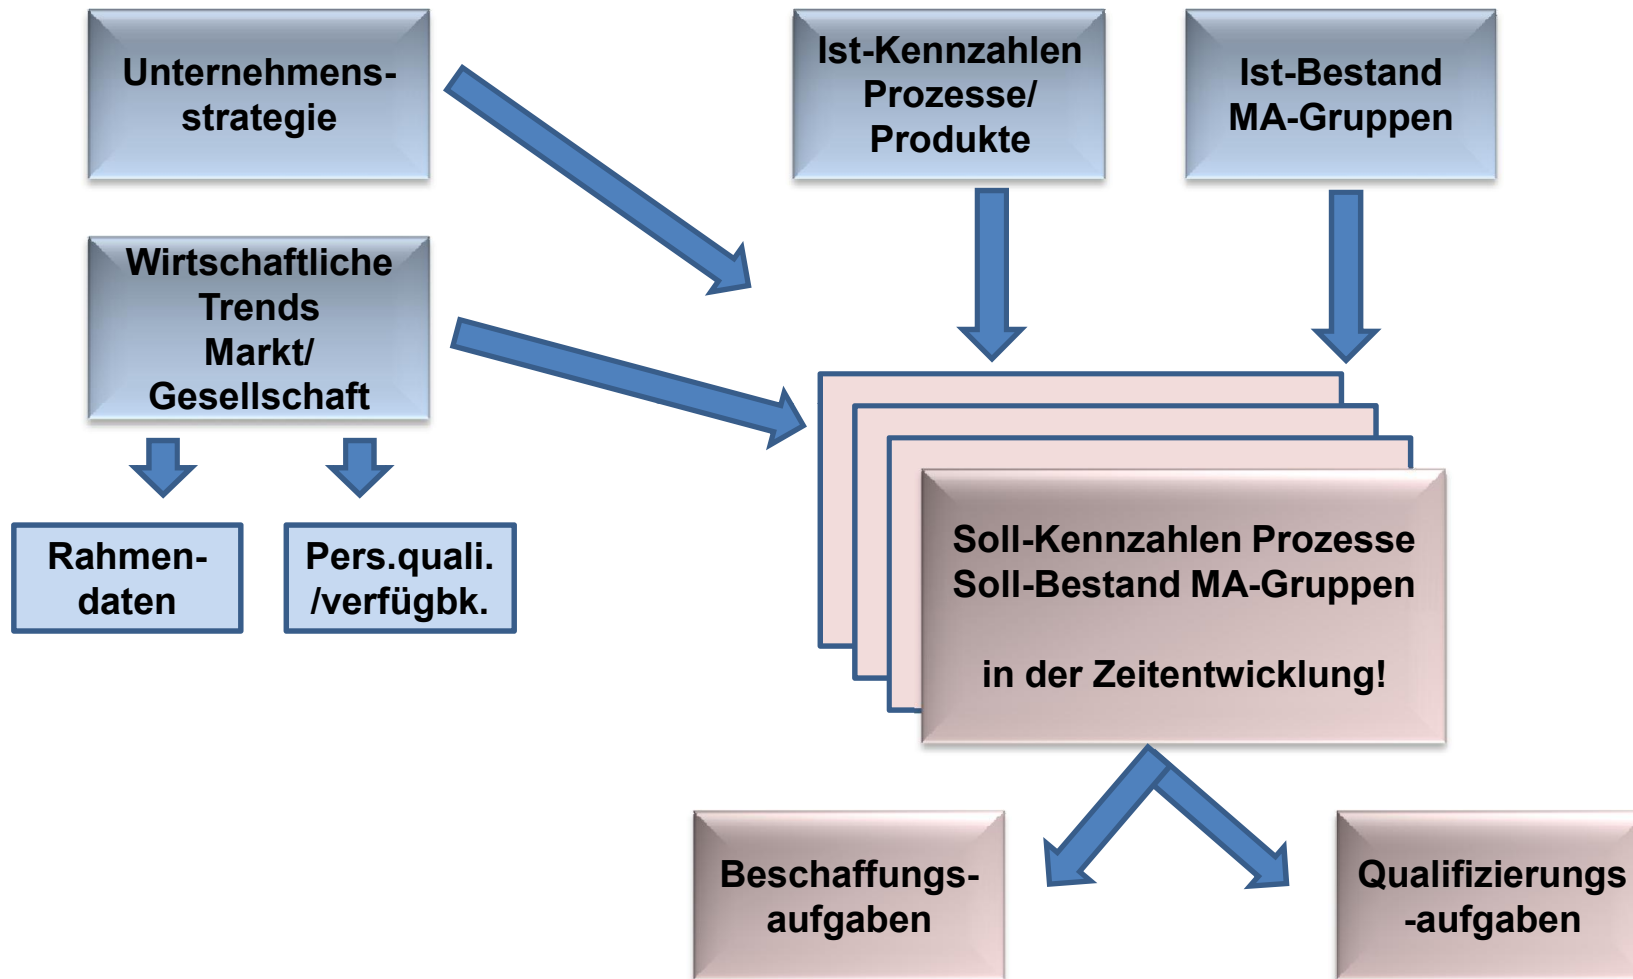 Unternehmens-
strategie
Ist-Kennzahlen
Prozesse/
Produkte
Ist-Bestand
MA-Gruppen
Wirtschaftliche
Trends
Markt/
Gesellschaft
Rahmen-
daten
Pers.quali.
/verfügbk.
Soll-Kennzahlen Prozesse
Soll-Bestand MA-Gruppen
in der Zeitentwicklung!
Beschaffungs-
aufgaben
Qualifizierungs
-aufgaben